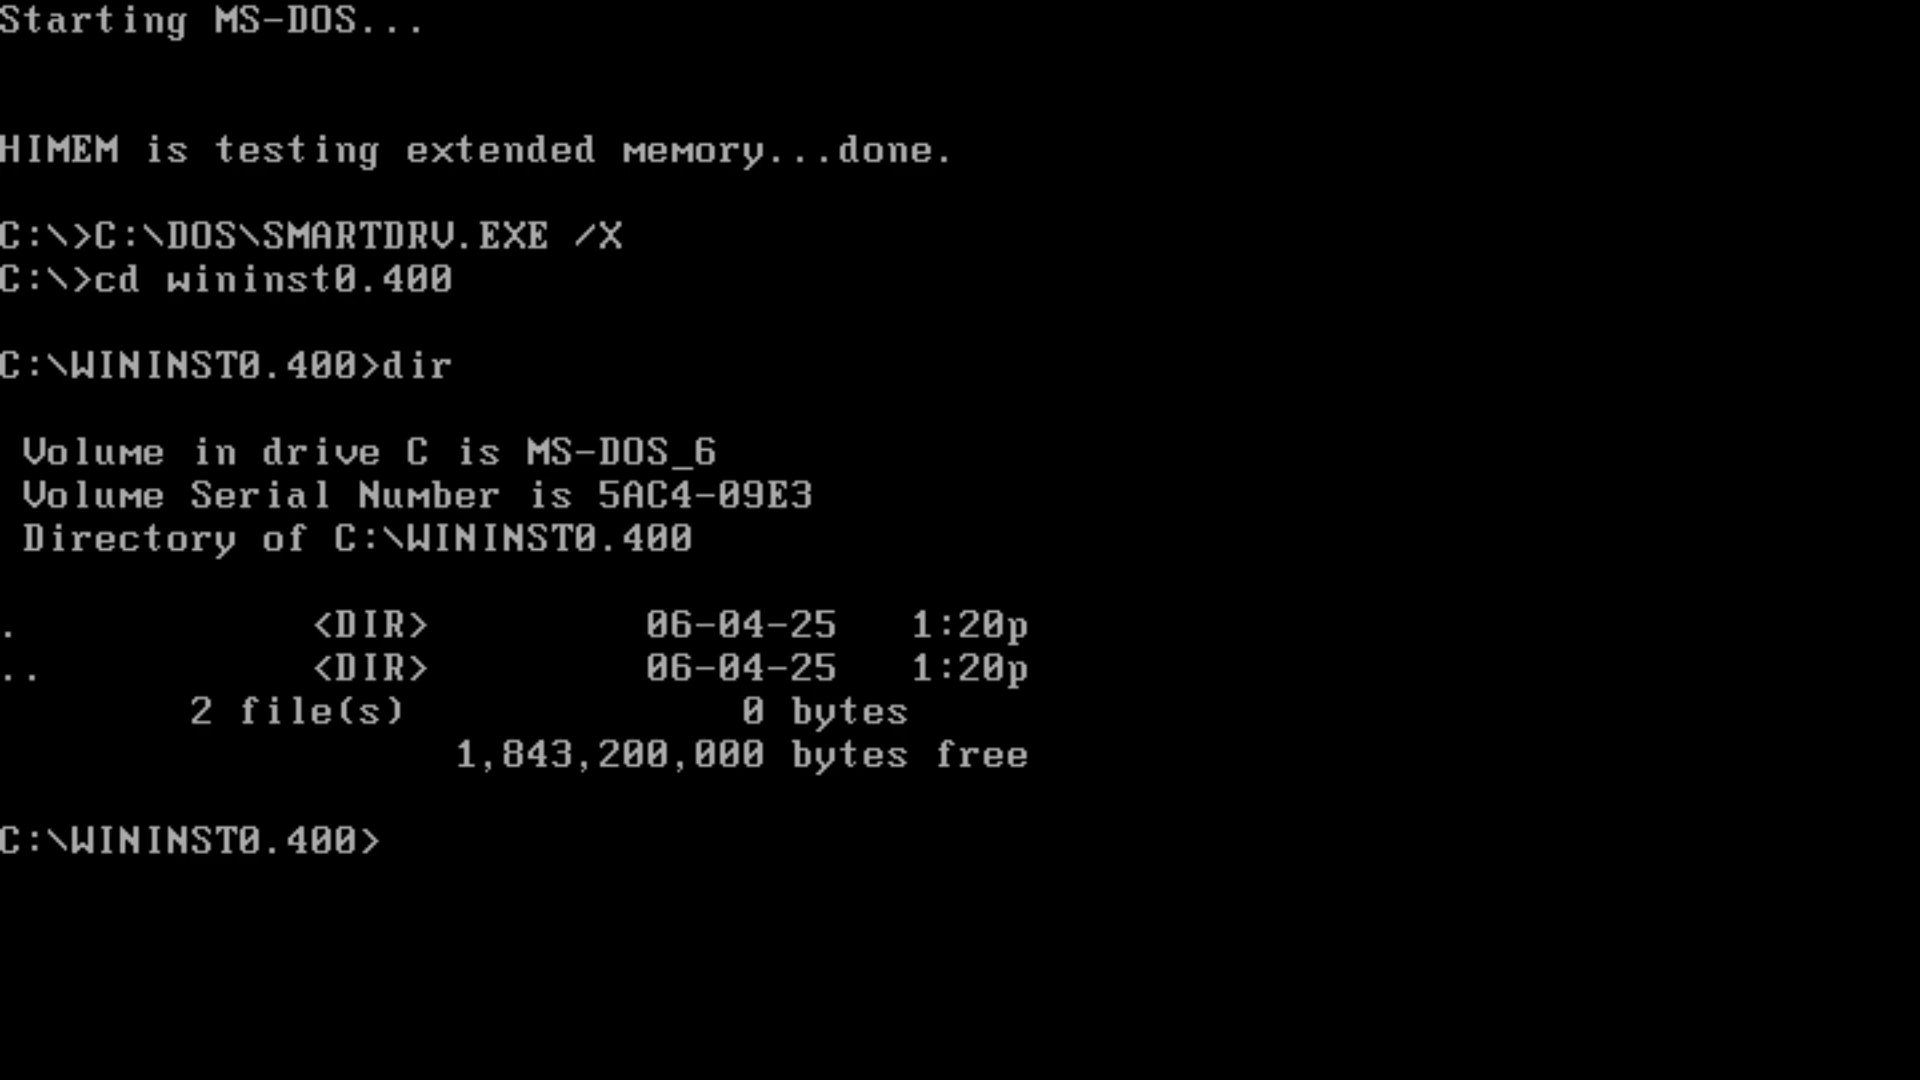 Starting MS-DOS...
HIMEM is testing extended memory...done.
C:\>C:\DOS\SMARTDRV.EXE /X
C:\>cd wininst0.400
C:\WININST0.400>dir
Volume in drive C is MS-DOS_6
Volume Serial Number is 5AC4-09E3
Directory of C:\WININST0.400
. <DIR> 06-04-25 1:20p
.. <DIR> 06-04-25 1:20p
2 file(s) 0 bytes
1,843,200,000 bytes free
C:\WININST0.400>